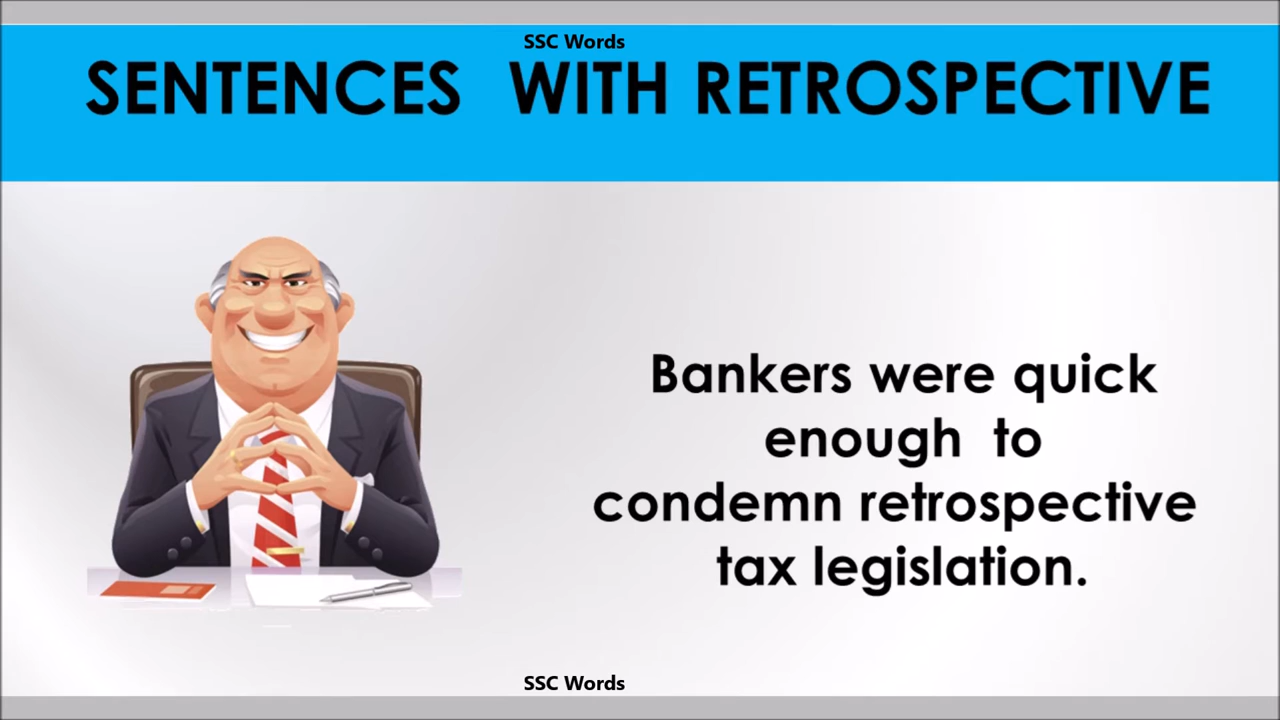 SSC Words
SENTENCES WITH RETROSPECTIVE
Bankers were quick
enough to
condemn retrospective
tax legislation.
SSC Words